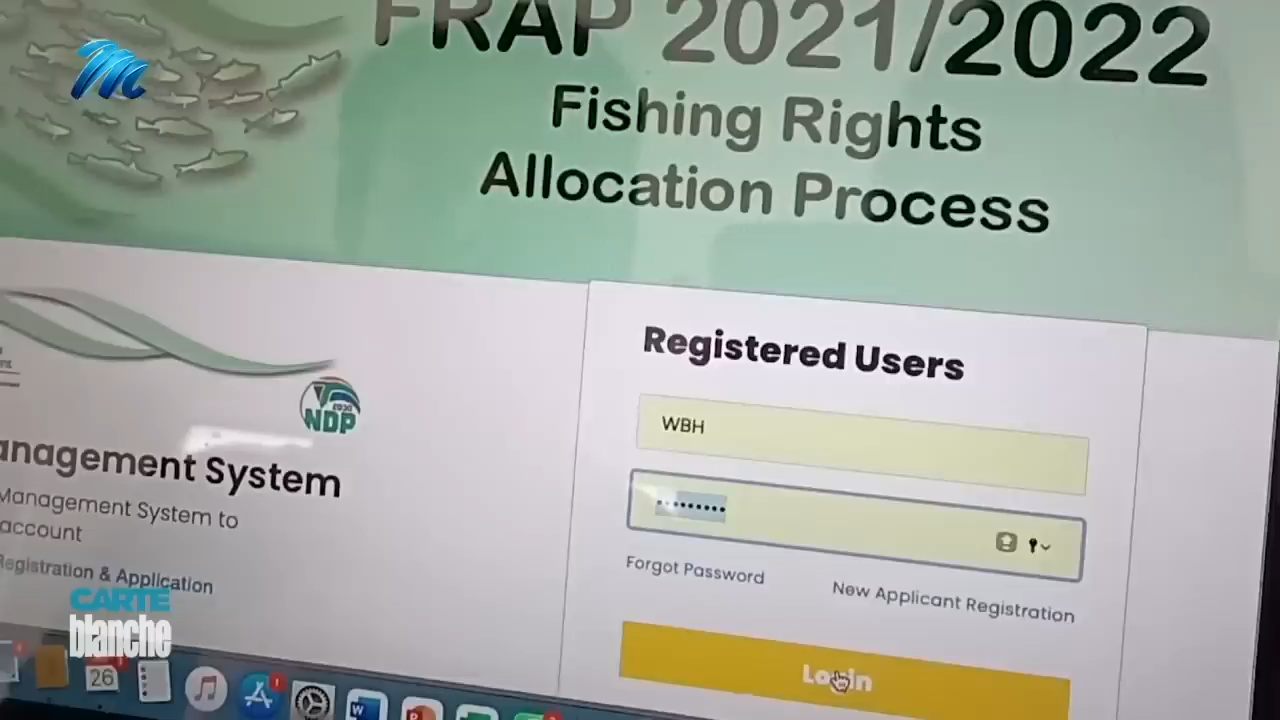 FRAP 2021/2022
Fishing Rights
Allocation Process
Registered Users
WBH
2030
NDP
anagement System
Management System to
account
Registration & Application
Forgot Password
New Applicant Registration
Login
CARTE
blanche
26
W
P